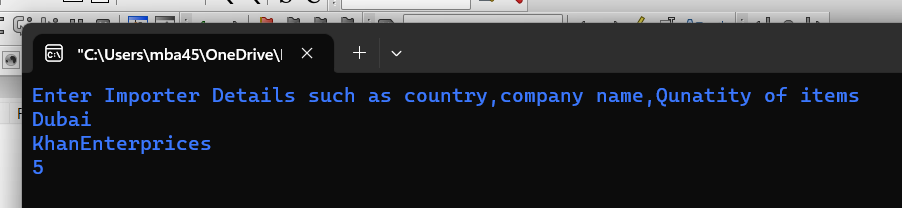 "C:\Users\mba45\OneDrive\
Enter Importer Details such as country,company name,Qunatity of items
Dubai
KhanEnterprices
5